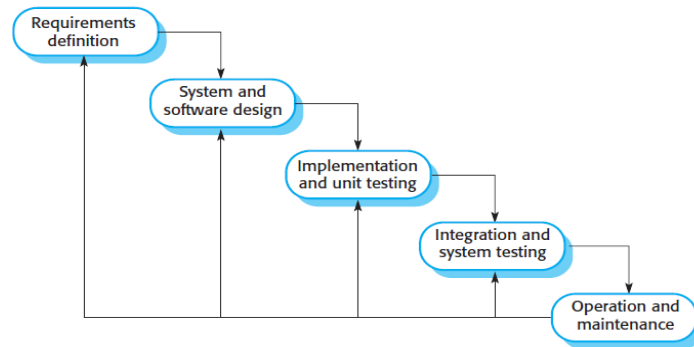 Requirements
definition
System and
software design
Implementation
and unit testing
Integration and
system testing
Operation and
maintenance